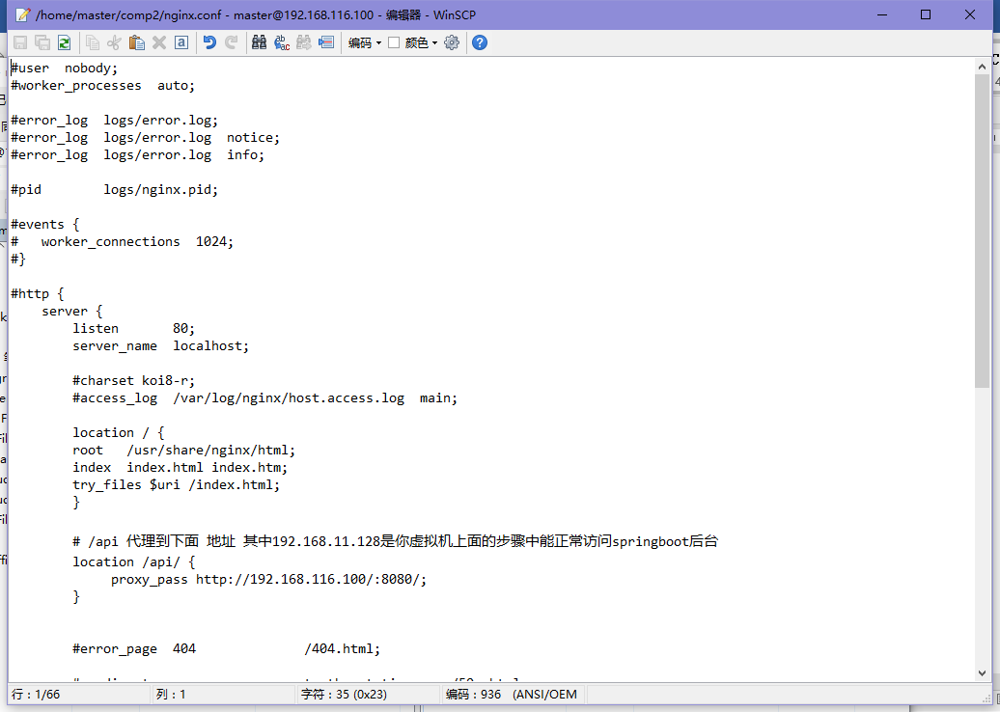 /home/master/comp2/nginx.conf - master@192.168.116.100 - 编辑器 - WinSCP
编码 颜色
#user  nobody;
#worker_processes  auto;
#error_log  logs/error.log;
#error_log  logs/error.log  notice;
#error_log  logs/error.log  info;
#pid        logs/nginx.pid;
#events {
#   worker_connections  1024;
#}
#http {
    server {
        listen       80;
        server_name  localhost;
        #charset koi8-r;
        #access_log  /var/log/nginx/host.access.log  main;
        location / {
        root   /usr/share/nginx/html;
        index  index.html index.htm;
        try_files $uri /index.html;
        }
        # /api 代理到下面 地址 其中192.168.11.128是你虚拟机上面的步骤中能正常访问springboot后台
        location /api/ {
             proxy_pass http://192.168.116.100/:8080/;
        }
        #error_page  404              /404.html;
行：1/66 列：1 字符：35 (0x23) 编码：936 (ANSI/OEM